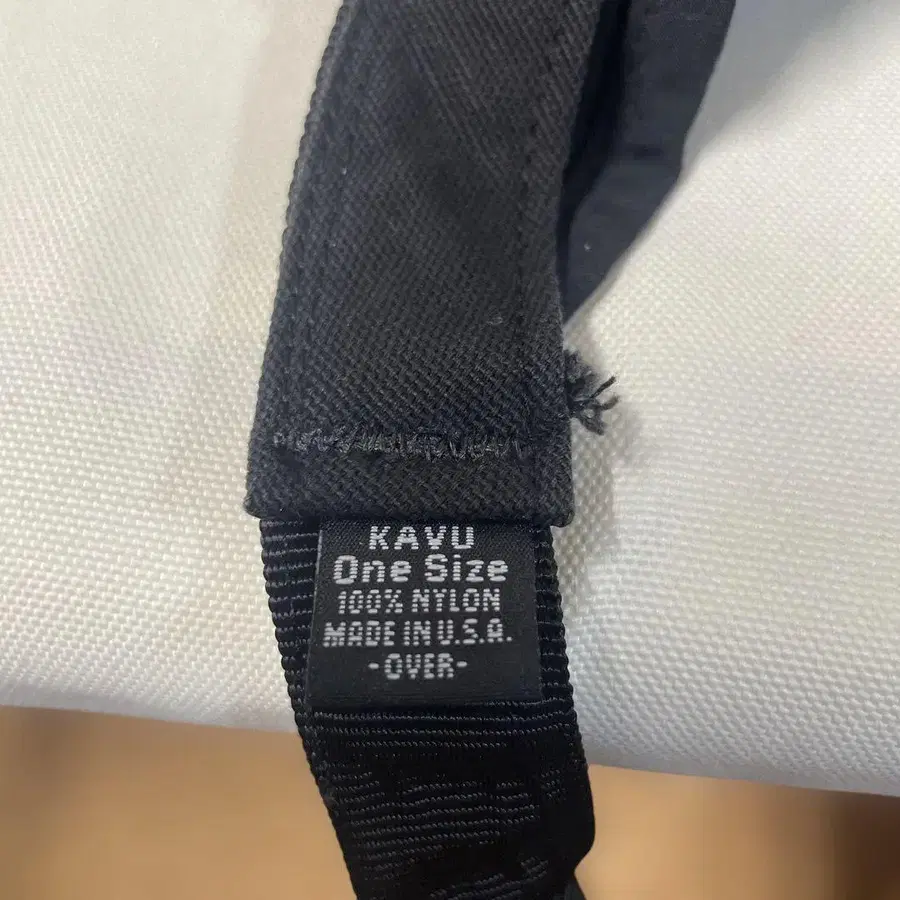 KAVU
One Size
100% NYLON
MADE IN U.S.A.
-OVER-